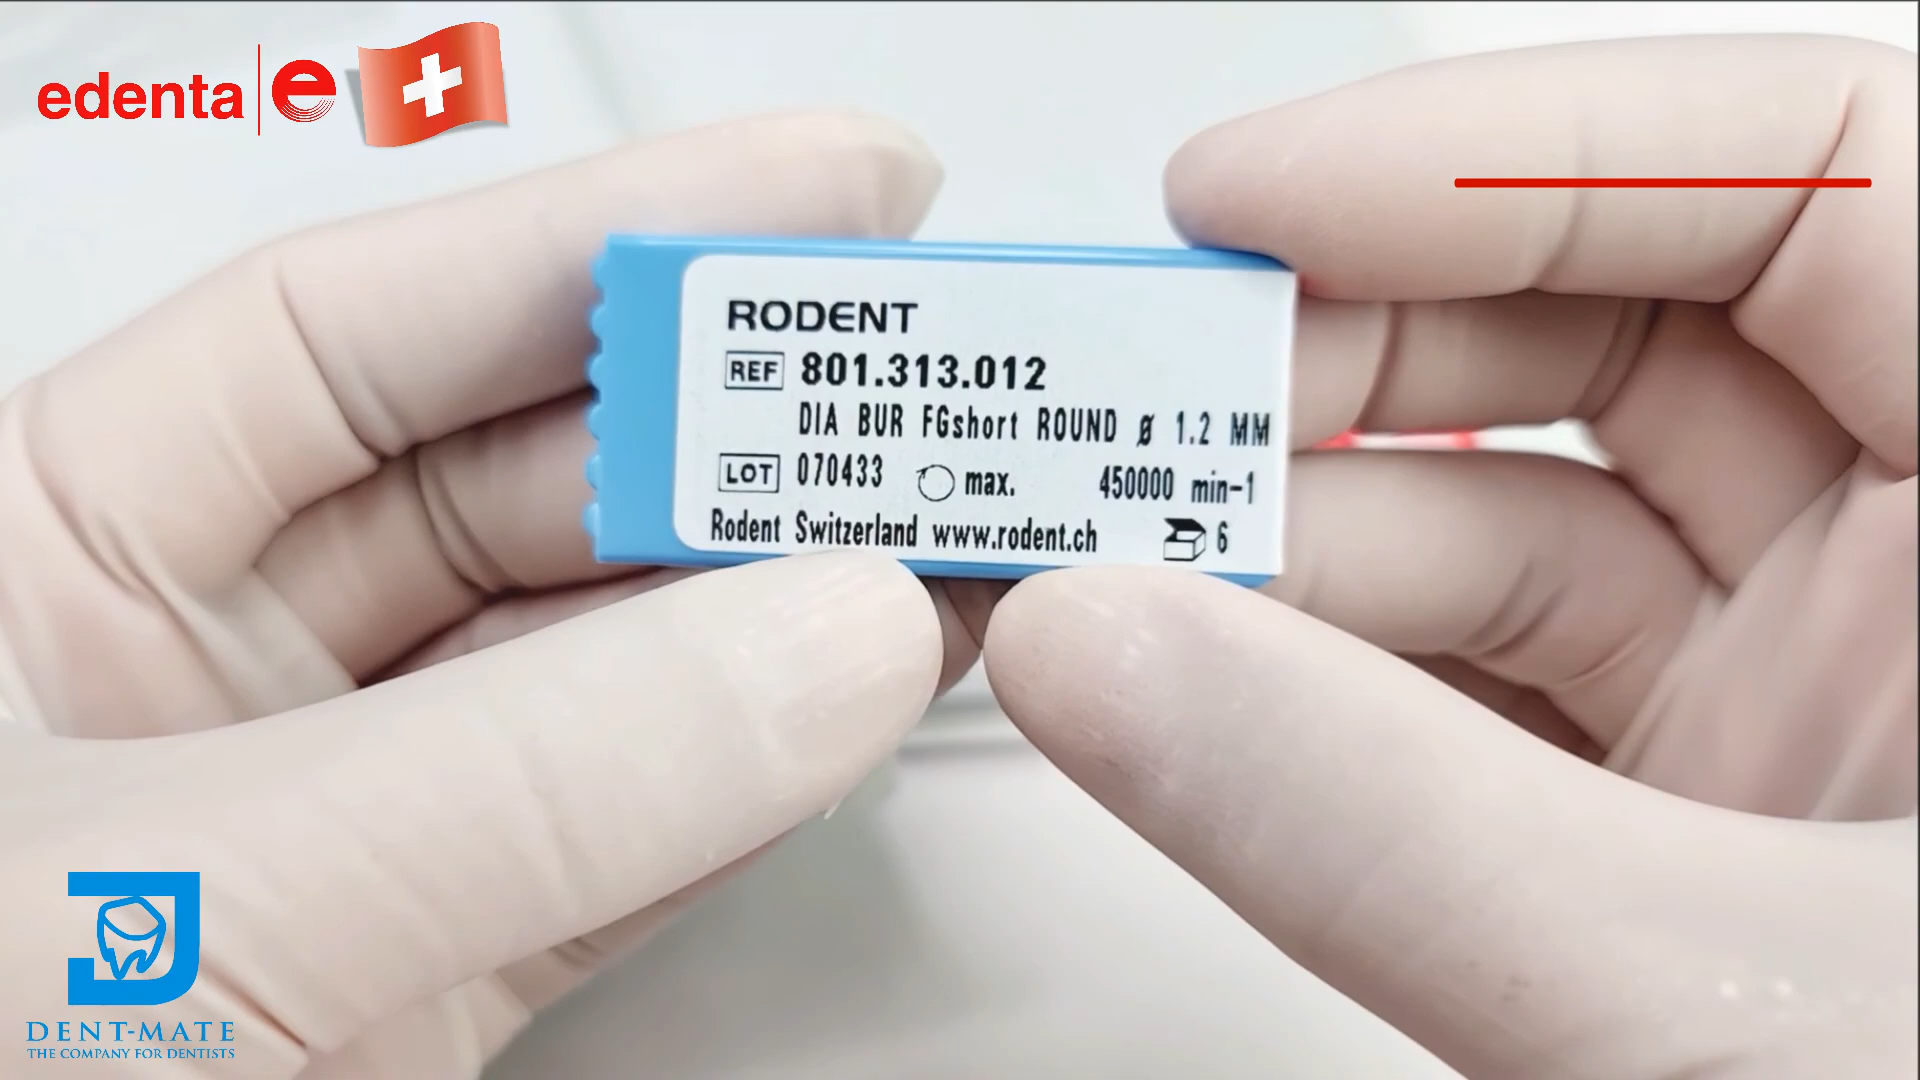 edenta e
RODENT
REF 801.313.012
DIA BUR FGshort ROUND ø 1.2 MM
LOT 070433 max. 450000 min-1
Rodent Switzerland www.rodent.ch 6
DENT-MATE
THE COMPANY FOR DENTISTS